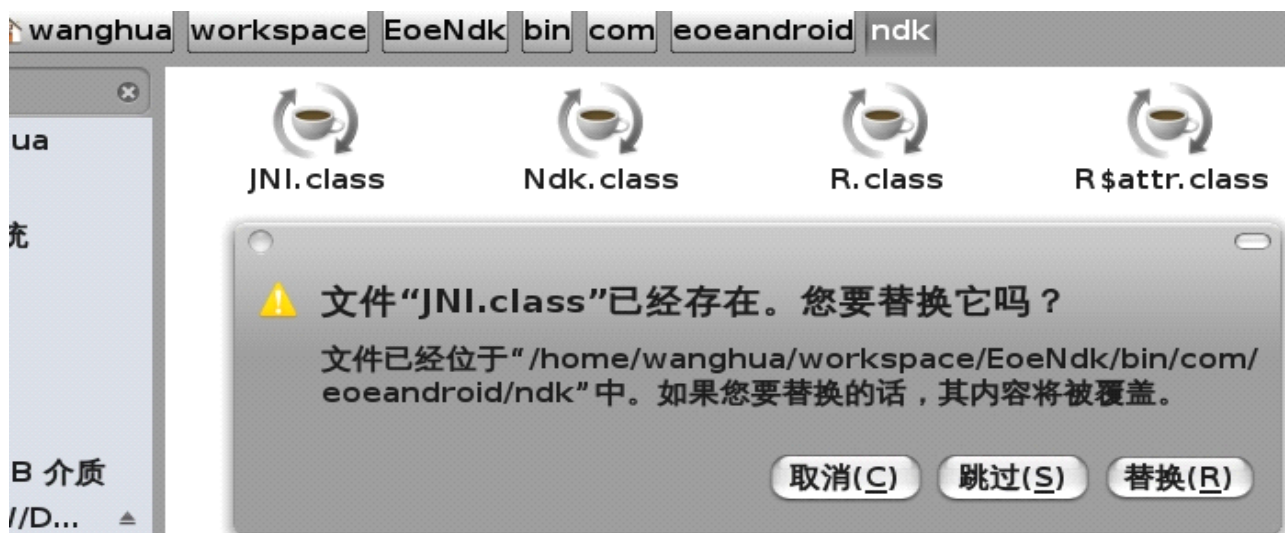 wanghua workspace EoeNdk bin com eoeandroid ndk
ua
JNI.class Ndk.class R.class R$attr.class
统
文件“JNI.class”已经存在。您要替换它吗？
文件已经位于“/home/wanghua/workspace/EoeNdk/bin/com/
eoeandroid/ndk”中。如果您要替换的话，其内容将被覆盖。
B 介质
取消(C) 跳过(S) 替换(R)
//D...